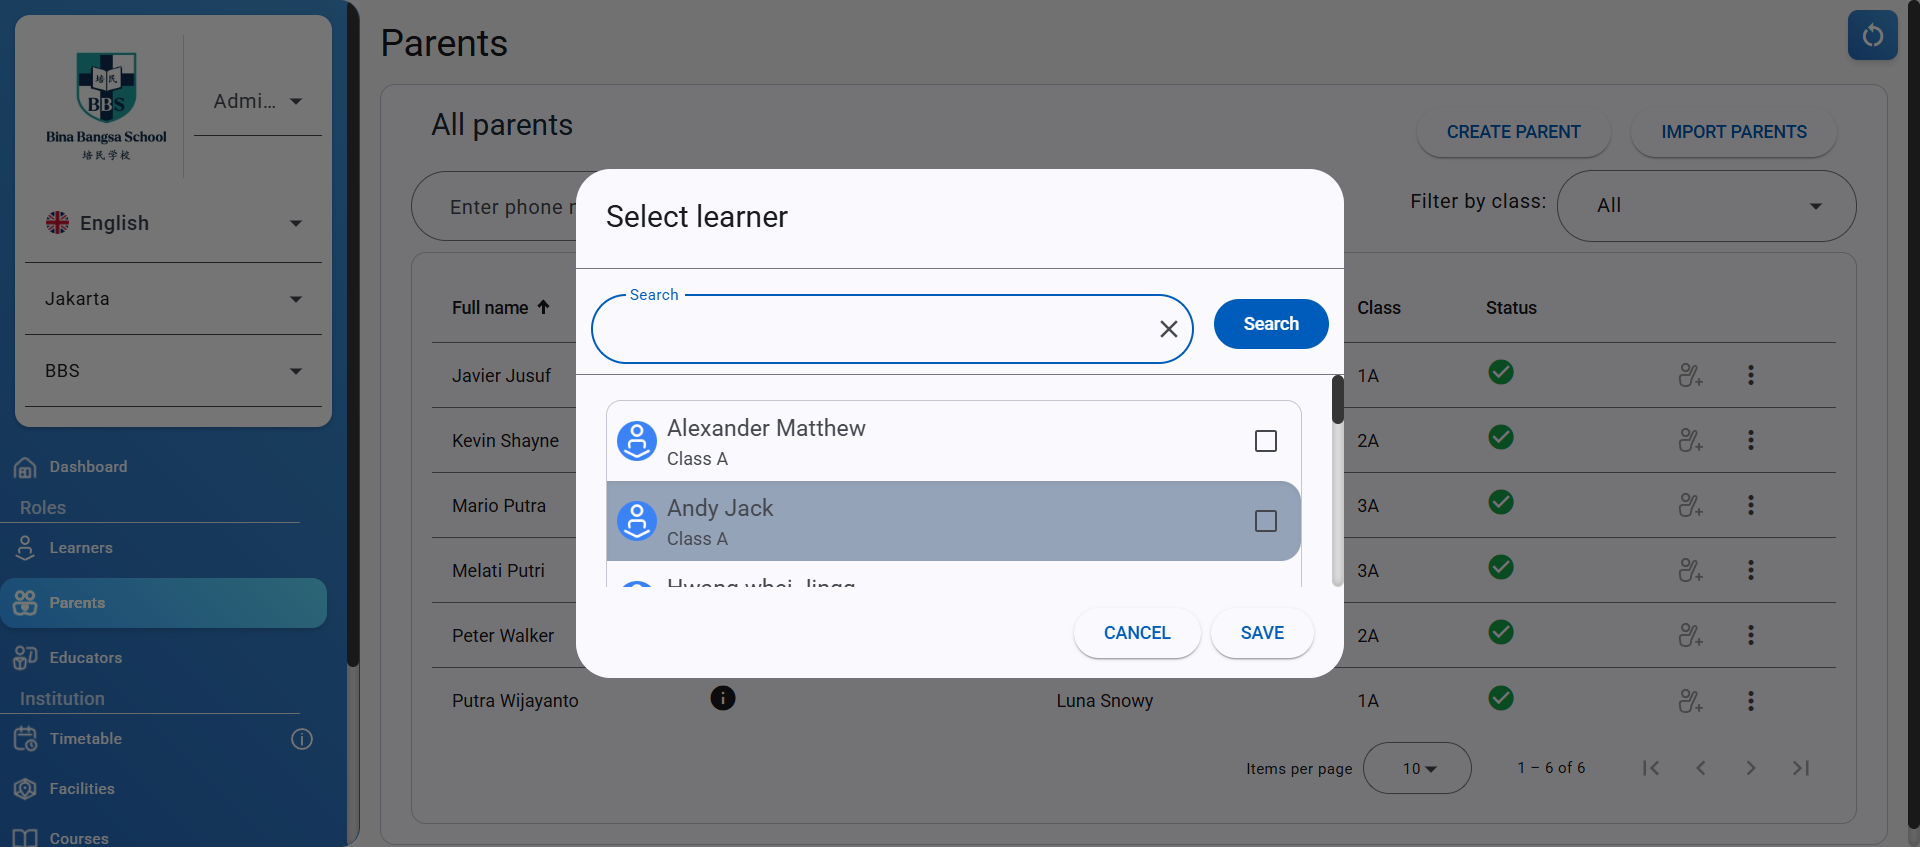 培民
BBS
Bina Bangsa School
培民学校
Admi...
English
Jakarta
BBS
Dashboard
Roles
Learners
Parents
Educators
Institution
Timetable
Facilities
Courses
Parents
All parents
CREATE PARENT
IMPORT PARENTS
Enter phone
Filter by class:
All
Full name
Class
Status
Javier Jusuf
1A
Kevin Shayne
2A
Mario Putra
3A
Melati Putri
3A
Peter Walker
2A
Putra Wijayanto
Luna Snowy
1A
Items per page
10
1 – 6 of 6
Select learner
Search
Search
Alexander Matthew
Class A
Andy Jack
Class A
CANCEL
SAVE